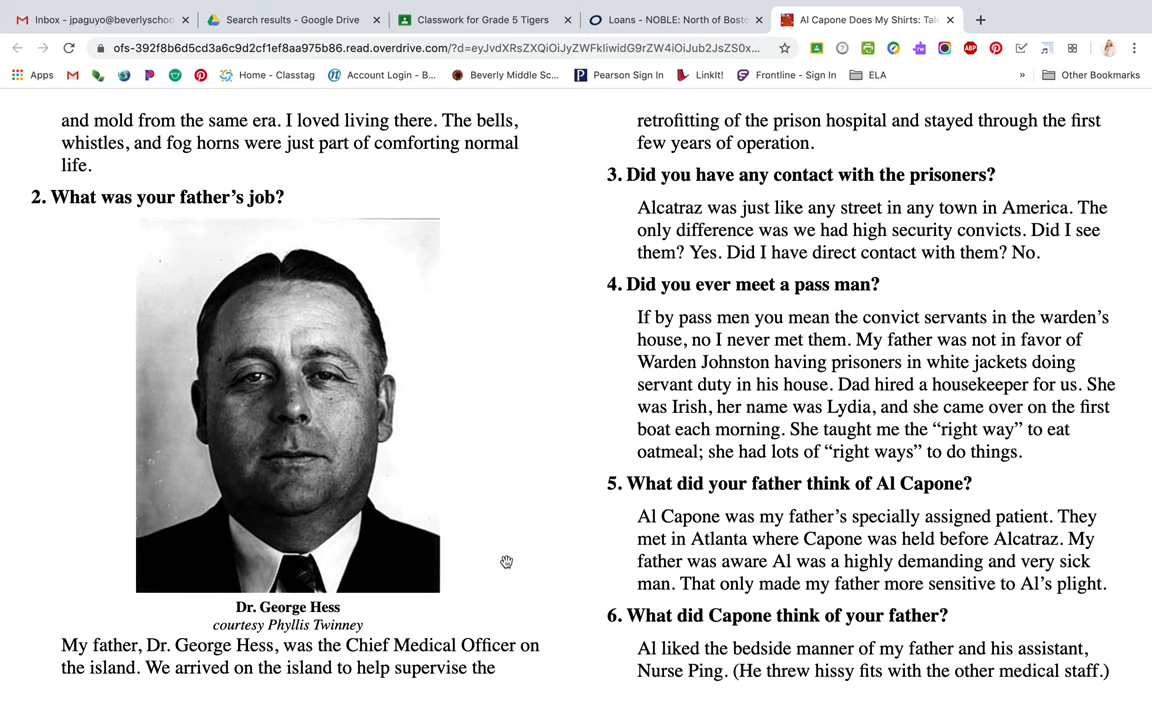 Inbox - jpaguyo@beverlyschoo
Search results - Google Drive
Classwork for Grade 5 Tigers
Loans - NOBLE: North of Bosto
Al Capone Does My Shirts: Tale
ofs-392f8b6d5cd3a6c9d2cf1ef8aa975b86.read.overdrive.com/?d=eyJvdXRsZXQiOiJyZWFkIiwidG9rZW4iOiJub2JsZS0x...
Apps
Home - Classtag
Account Login - B...
Beverly Middle Sc...
Pearson Sign In
LinkIt!
Frontline - Sign In
ELA
»
Other Bookmarks
and mold from the same era. I loved living there. The bells,
whistles, and fog horns were just part of comforting normal
life.
2. What was your father’s job?
Dr. George Hess
courtesy Phyllis Twinney
My father, Dr. George Hess, was the Chief Medical Officer on
the island. We arrived on the island to help supervise the
retrofitting of the prison hospital and stayed through the first
few years of operation.
3. Did you have any contact with the prisoners?
Alcatraz was just like any street in any town in America. The
only difference was we had high security convicts. Did I see
them? Yes. Did I have direct contact with them? No.
4. Did you ever meet a pass man?
If by pass men you mean the convict servants in the warden’s
house, no I never met them. My father was not in favor of
Warden Johnston having prisoners in white jackets doing
servant duty in his house. Dad hired a housekeeper for us. She
was Irish, her name was Lydia, and she came over on the first
boat each morning. She taught me the “right way” to eat
oatmeal; she had lots of “right ways” to do things.
5. What did your father think of Al Capone?
Al Capone was my father’s specially assigned patient. They
met in Atlanta where Capone was held before Alcatraz. My
father was aware Al was a highly demanding and very sick
man. That only made my father more sensitive to Al’s plight.
6. What did Capone think of your father?
Al liked the bedside manner of my father and his assistant,
Nurse Ping. (He threw hissy fits with the other medical staff.)